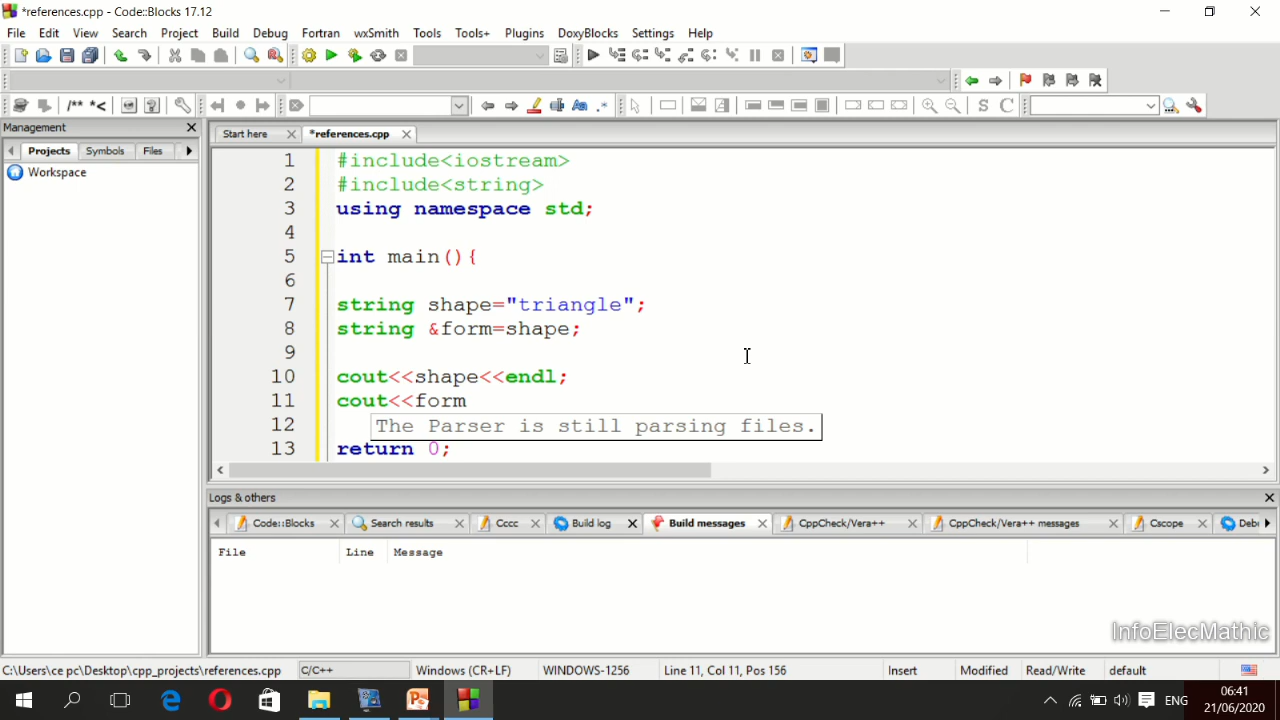 *references.cpp - Code::Blocks 17.12
File Edit View Search Project Build Debug Fortran wxSmith Tools Tools+ Plugins DoxyBlocks Settings Help
/** *<
Aa .*
S C
Management
Start here *references.cpp
Projects Symbols Files
Workspace
1 #include<iostream>
2 #include<string>
3 using namespace std;
4
5 int main(){
6
7 string shape="triangle";
8 string &form=shape;
9
10 cout<<shape<<endl;
11 cout<<form
12 The Parser is still parsing files.
13 return 0;
Logs & others
Code::Blocks Search results Cccc Build log Build messages CppCheck/Vera++ CppCheck/Vera++ messages Cscope Debu
File Line Message
InfoElecMathic
C:\Users\ce pc\Desktop\cpp_projects\references.cpp C/C++ Windows (CR+LF) WINDOWS-1256 Line 11, Col 11, Pos 156 Insert Modified Read/Write default
ENG
06:41
21/06/2020